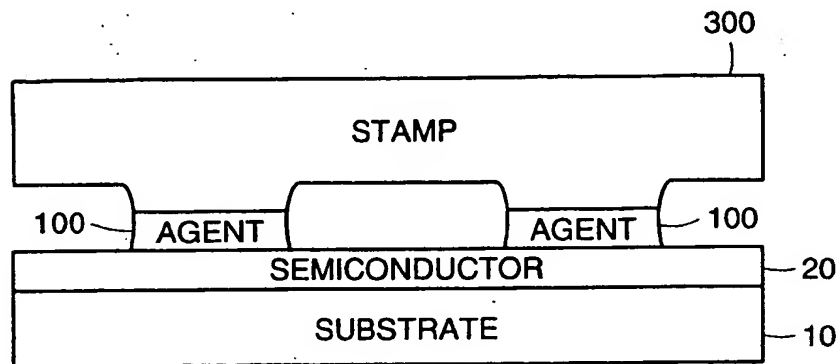 300
STAMP
100 AGENT AGENT 100
SEMICONDUCTOR 20
SUBSTRATE 10